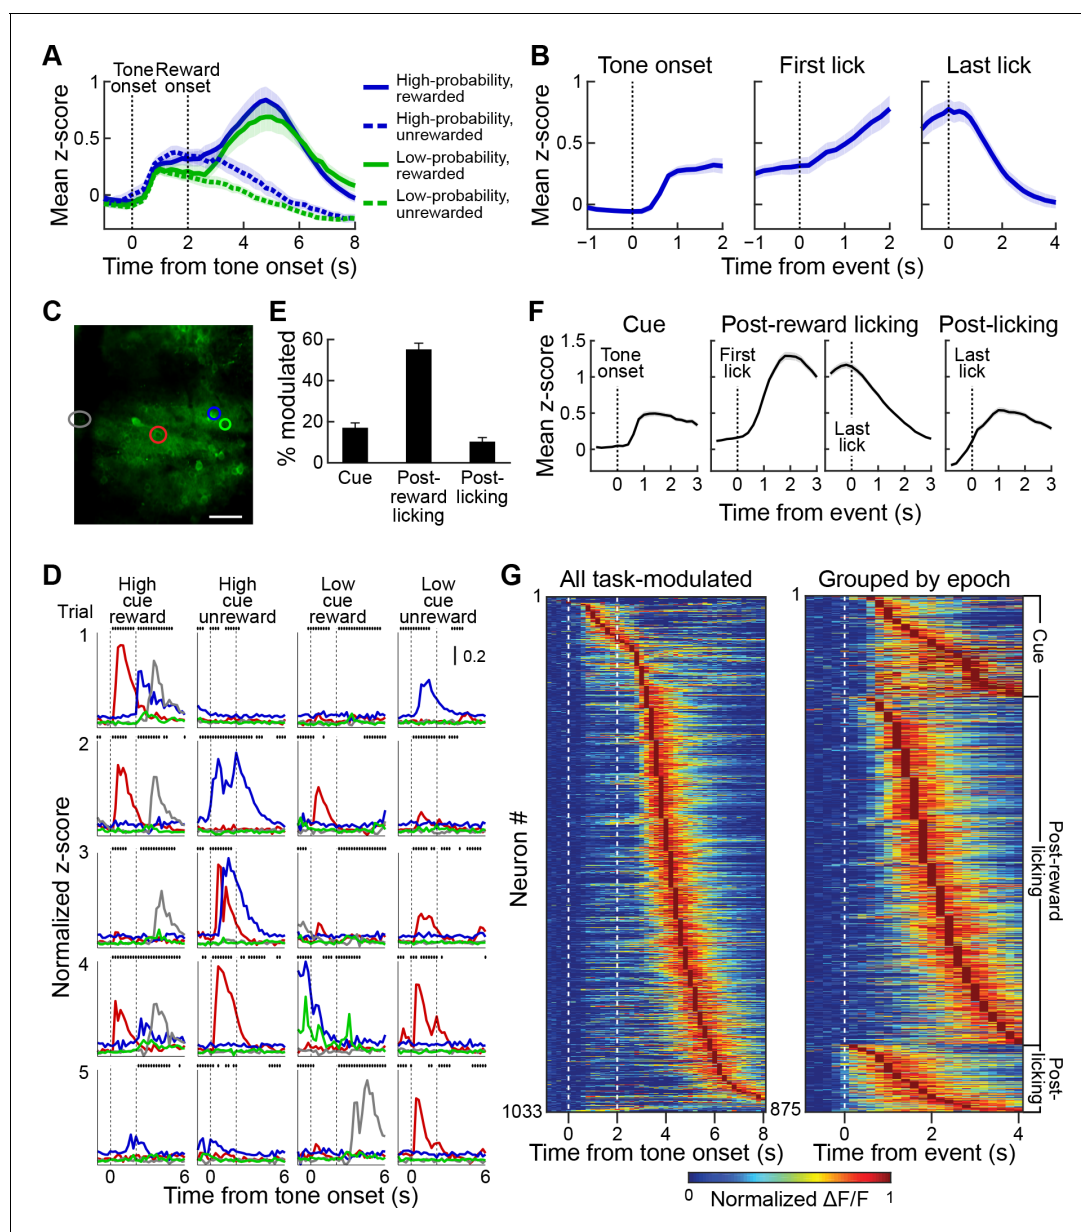 A
Tone Reward
onset onset
Mean z-score
1
0.5
0
0 2 4 6 8
Time from tone onset (s)
High-probability,
rewarded
High-probability,
unrewarded
Low-probability,
rewarded
Low-probability,
unrewarded
B
Tone onset
First lick
Last lick
Mean z-score
1
0.5
0
−1 0 1 2
−1 0 1 2
0 2 4
Time from event (s)
C
E
% modulated
60
40
20
0
Cue
Post-
reward
licking
Post-
licking
F
Cue
Post-reward licking
Post-licking
Mean z-score
1.5
1
0.5
0
Tone
onset
First
lick
Last
lick
Last
lick
0 1 2 3
0 1 2 3
0 1 2 3
0 1 2 3
Time from event (s)
D
Trial
High
cue
reward
High
cue
unreward
Low
cue
reward
Low
cue
unreward
1
0.2
2
3
4
5
Normalized z-score
0 6
0 6
0 6
0 6
Time from tone onset (s)
G
All task-modulated
Grouped by epoch
Neuron #
1
1033
1
875
Cue
Post-reward
licking
Post-
licking
0 2 4 6 8
Time from tone onset (s)
0 2 4
Time from event (s)
0 1
Normalized ΔF/F